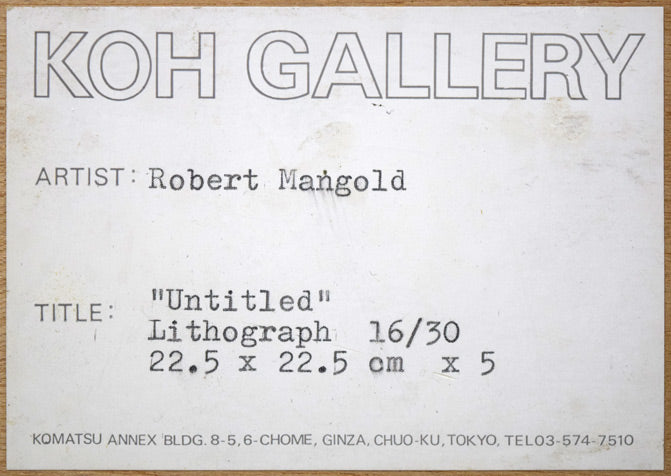 KOH GALLERY
ARTIST: Robert Mangold
TITLE: "Untitled"
Lithograph 16/30
22.5 x 22.5 cm x 5
KOMATSU ANNEX BLDG. 8-5, 6-CHOME, GINZA, CHUO-KU, TOKYO, TEL03-574-7510